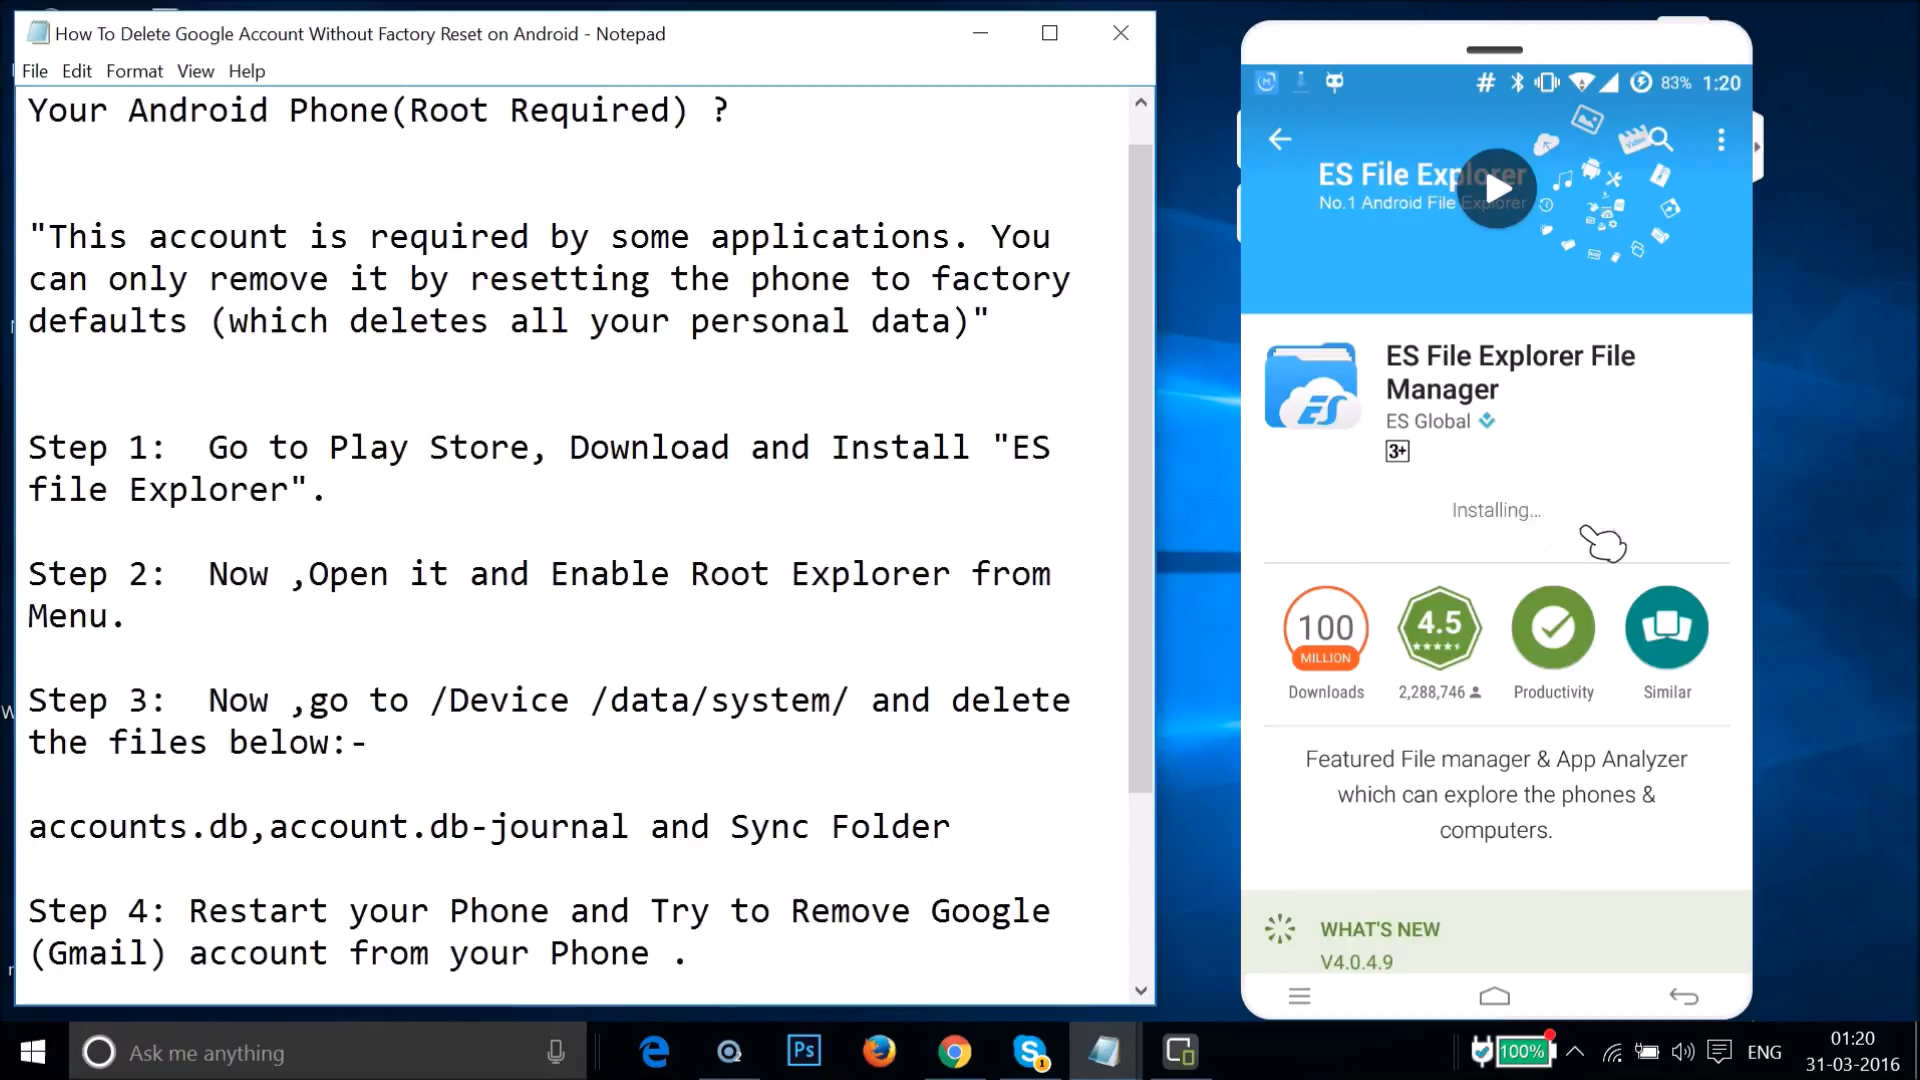 How To Delete Google Account Without Factory Reset on Android - Notepad
File Edit Format View Help
Your Android Phone(Root Required) ?
"This account is required by some applications. You
can only remove it by resetting the phone to factory
defaults (which deletes all your personal data)"
Step 1:  Go to Play Store, Download and Install "ES
file Explorer".
Step 2:  Now ,Open it and Enable Root Explorer from
Menu.
Step 3:  Now ,go to /Device /data/system/ and delete
the files below:-
accounts.db,account.db-journal and Sync Folder
Step 4: Restart your Phone and Try to Remove Google
(Gmail) account from your Phone .
83% 1:20
ES File Explorer
No.1 Android File Explorer
ES File Explorer File
Manager
ES Global
3+
Installing...
100
MILLION
Downloads
4.5
2,288,746
Productivity
Similar
Featured File manager & App Analyzer
which can explore the phones &
computers.
WHAT'S NEW
V4.0.4.9
Ask me anything
Ps
1
100%
ENG
01:20
31-03-2016